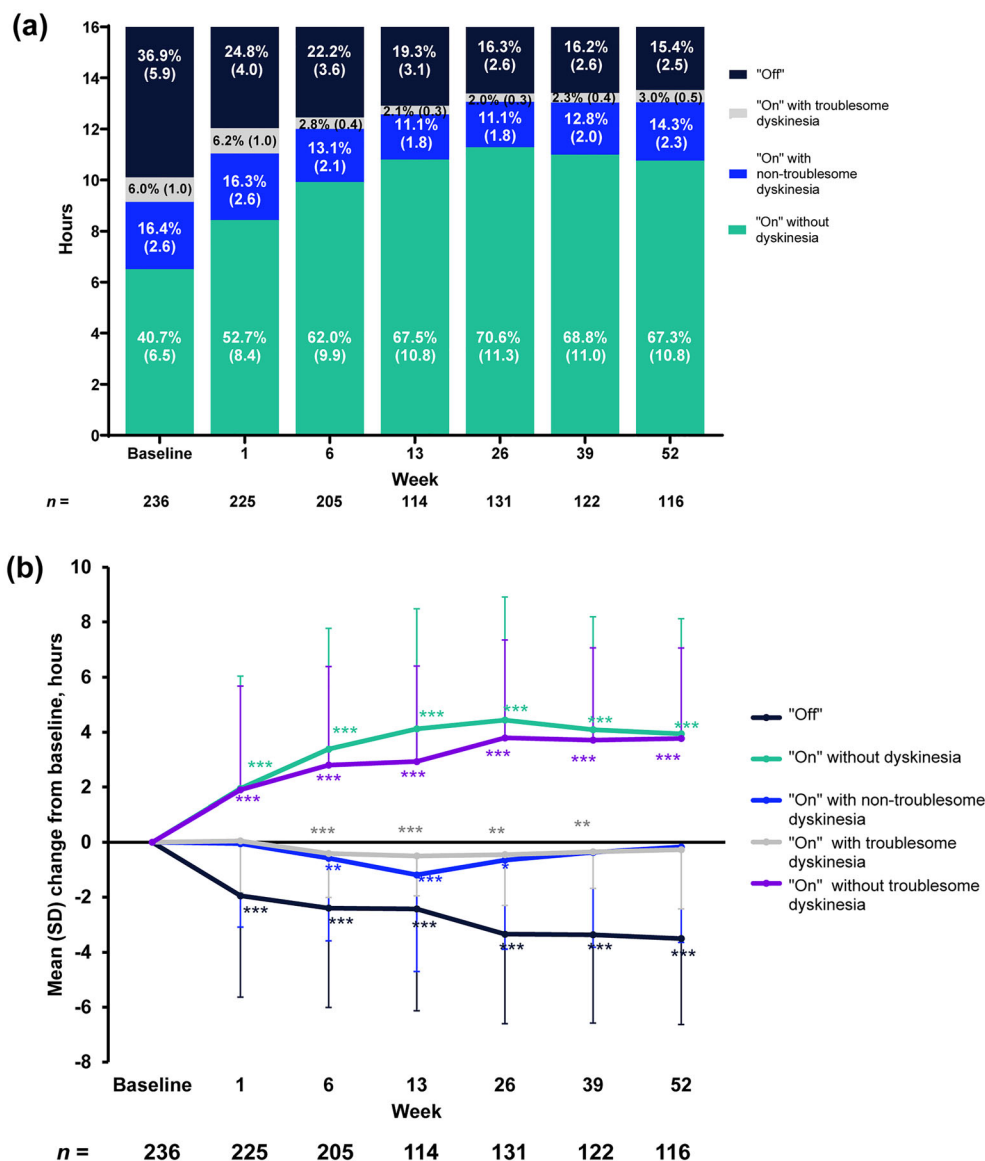 (a)
16
14
12
10
8
6
4
2
0
Hours
36.9%
(5.9)
6.0% (1.0)
16.4%
(2.6)
40.7%
(6.5)
24.8%
(4.0)
6.2% (1.0)
16.3%
(2.6)
52.7%
(8.4)
22.2%
(3.6)
2.8% (0.4)
13.1%
(2.1)
62.0%
(9.9)
19.3%
(3.1)
2.1% (0.3)
11.1%
(1.8)
67.5%
(10.8)
16.3%
(2.6)
2.0% (0.3)
11.1%
(1.8)
70.6%
(11.3)
16.2%
(2.6)
2.3% (0.4)
12.8%
(2.0)
68.8%
(11.0)
15.4%
(2.5)
3.0% (0.5)
14.3%
(2.3)
67.3%
(10.8)
"Off"
"On" with troublesome
dyskinesia
"On" with
non-troublesome
dyskinesia
"On" without
dyskinesia
Baseline 1 6 13 26 39 52
Week
n = 236 225 205 114 131 122 116
(b)
10
8
6
4
2
0
-2
-4
-6
-8
Mean (SD) change from baseline, hours
*** *** *** *** *** ***
*** *** *** *** *** ***
*** *** ** **
** *** *
*** *** *** *** *** ***
"Off"
"On" without dyskinesia
"On" with non-troublesome
dyskinesia
"On" with troublesome
dyskinesia
"On" without troublesome
dyskinesia
Baseline 1 6 13 26 39 52
Week
n = 236 225 205 114 131 122 116